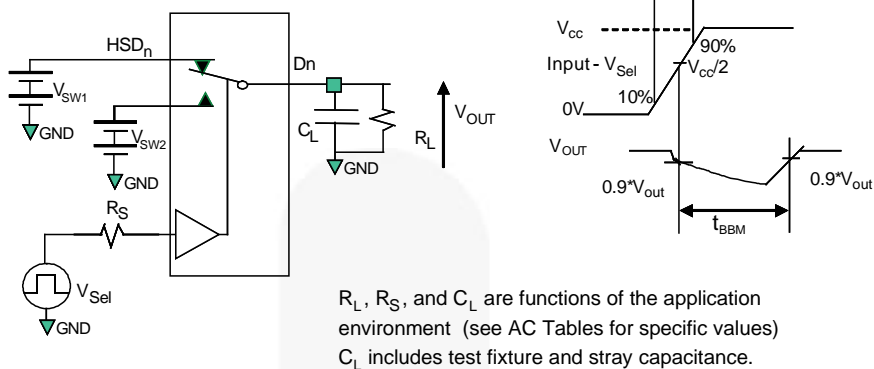 HSDn
Dn
VSW1
GND
VSW2
GND
CL
RL
VOUT
GND
RS
VSel
GND
Vcc
90%
Input - VSel
Vcc/2
10%
0V
VOUT
0.9*Vout
0.9*Vout
tBBM
RL, RS, and CL are functions of the application
environment (see AC Tables for specific values)
CL includes test fixture and stray capacitance.